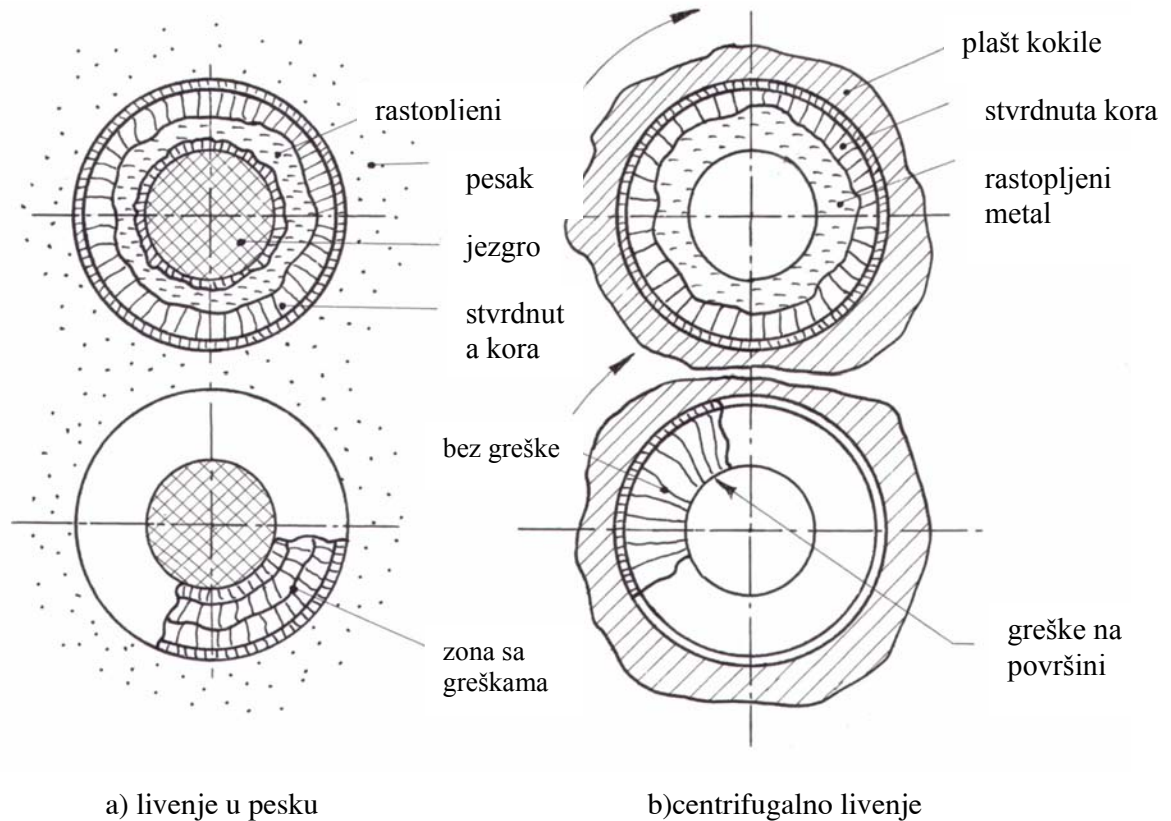 rastopljeni
pesak
jezgro
stvrdnut
a kora
plašt kokile
stvrdnuta kora
rastopljeni
metal
bez greške
zona sa
greškama
greške na
površini
a) livenje u pesku
b)centrifugalno livenje